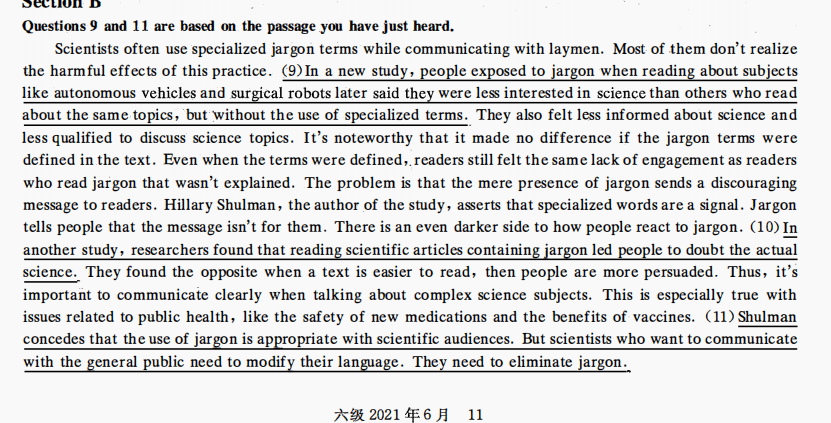 Section B
Questions 9 and 11 are based on the passage you have just heard.
Scientists often use specialized jargon terms while communicating with laymen. Most of them don't realize
the harmful effects of this practice. (9)In a new study, people exposed to jargon when reading about subjects
like autonomous vehicles and surgical robots later said they were less interested in science than others who read
about the same topics, but without the use of specialized terms. They also felt less informed about science and
less qualified to discuss science topics. It's noteworthy that it made no difference if the jargon terms were
defined in the text. Even when the terms were defined, readers still felt the same lack of engagement as readers
who read jargon that wasn't explained. The problem is that the mere presence of jargon sends a discouraging
message to readers. Hillary Shulman, the author of the study, asserts that specialized words are a signal. Jargon
tells people that the message isn't for them. There is an even darker side to how people react to jargon. (10)In
another study, researchers found that reading scientific articles containing jargon led people to doubt the actual
science. They found the opposite when a text is easier to read, then people are more persuaded. Thus, it's
important to communicate clearly when talking about complex science subjects. This is especially true with
issues related to public health, like the safety of new medications and the benefits of vaccines. (11)Shulman
concedes that the use of jargon is appropriate with scientific audiences. But scientists who want to communicate
with the general public need to modify their language. They need to eliminate jargon.
六级 2021年6月 11